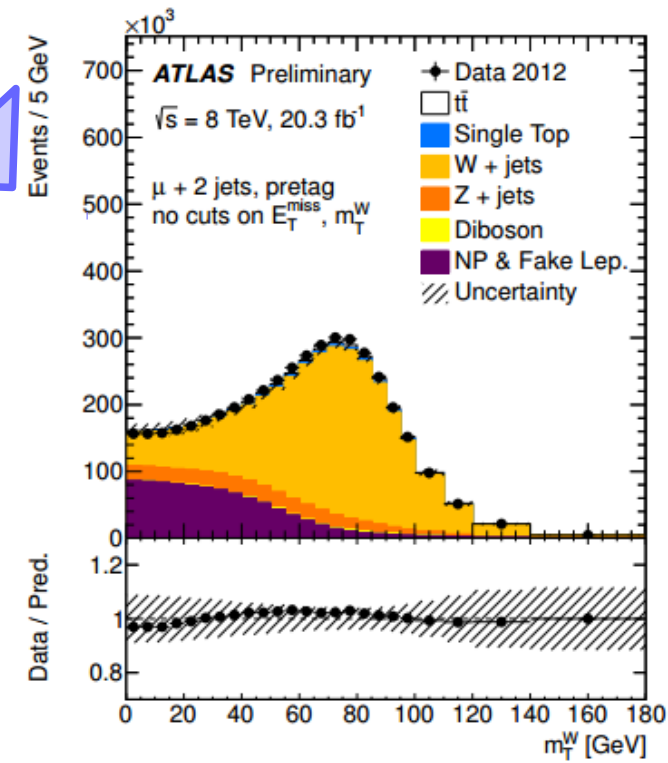 ×10³
Events / 5 GeV
700
600
500
400
300
200
100
0
ATLAS Preliminary
√s = 8 TeV, 20.3 fb⁻¹
μ + 2 jets, pretag
no cuts on E_T^miss, m_T^W
Data 2012
tt̄
Single Top
W + jets
Z + jets
Diboson
NP & Fake Lep.
Uncertainty
Data / Pred.
1.2
1
0.8
0 20 40 60 80 100 120 140 160 180
m_T^W [GeV]